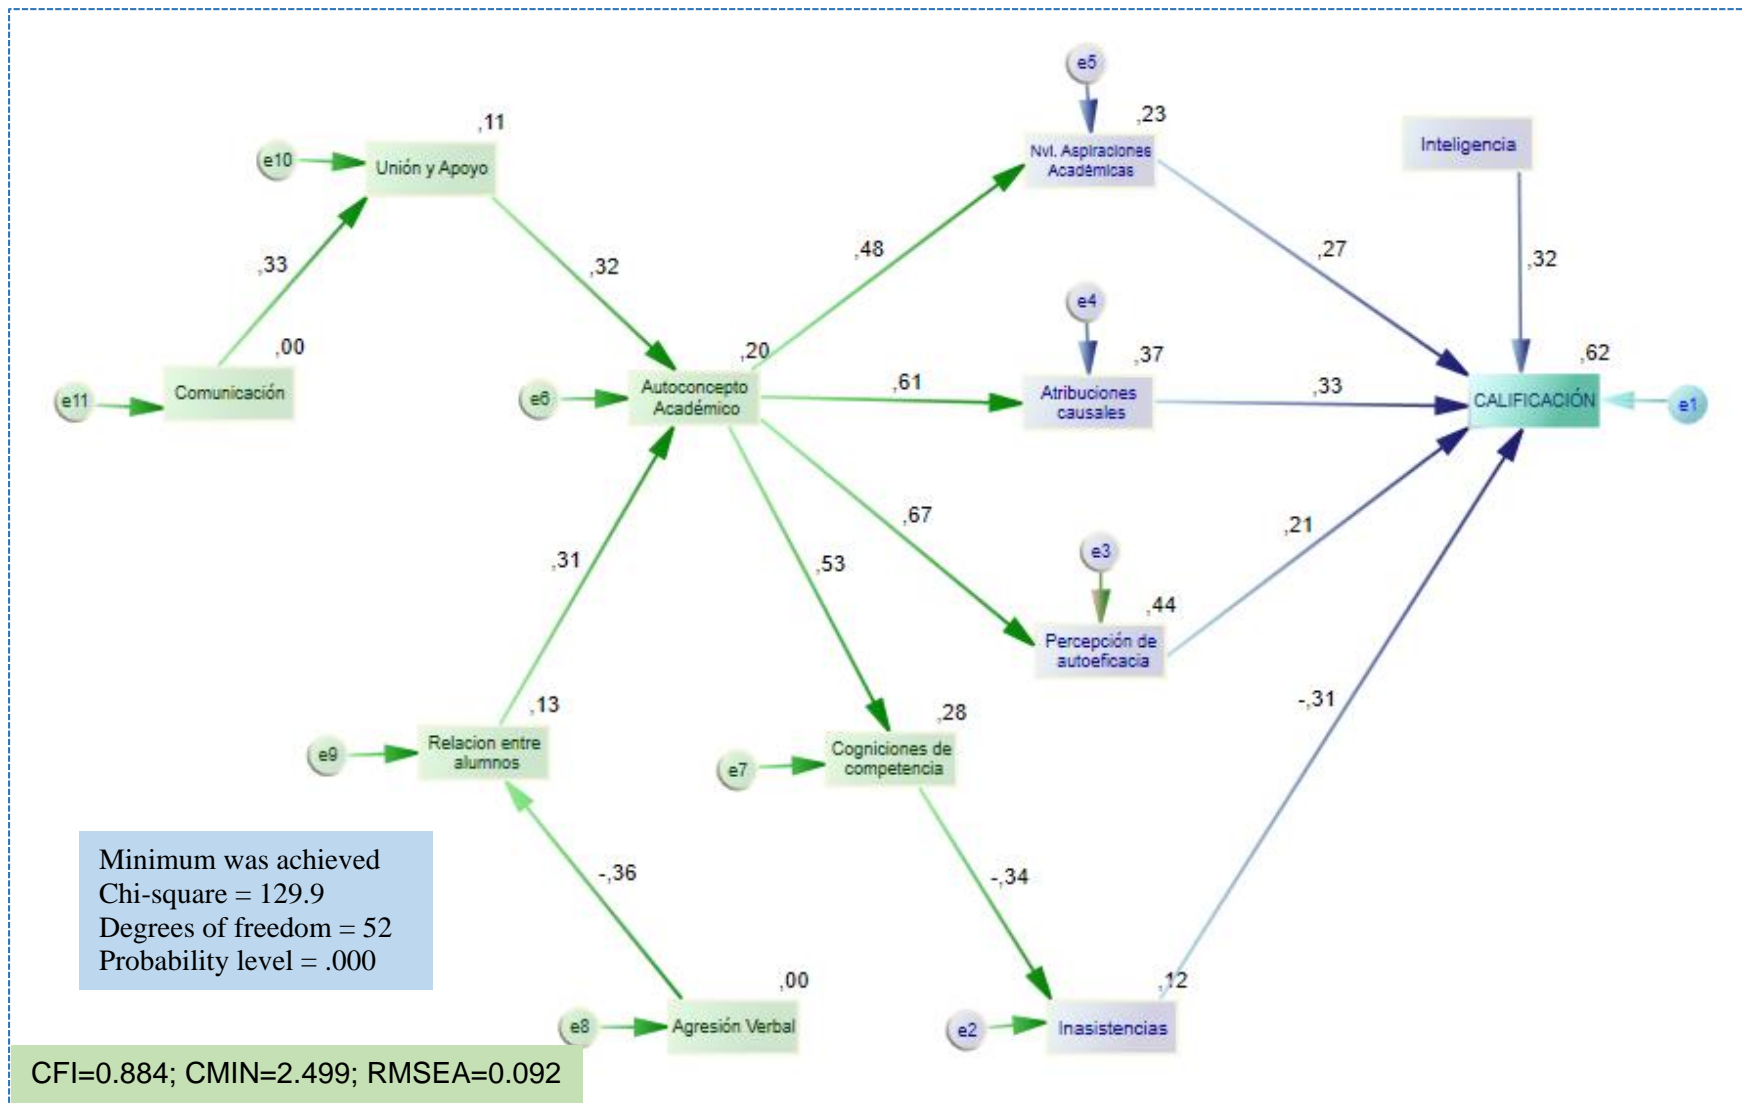 e5
,23
Nvl. Aspiraciones
Académicas
Inteligencia
,11
e10
Unión y Apoyo
,33
,32
,48
,27
,32
e4
,00
Comunicación
e11
,20
Autoconcepto
Académico
e6
,61
,37
Atribuciones
causales
,33
,62
CALIFICACIÓN
e1
,31
,53
,67
e3
,44
Percepción de
autoeficacia
,21
-,31
,13
Relacion entre
alumnos
e9
,28
Cogniciones de
competencia
e7
-,36
-,34
Minimum was achieved
Chi-square = 129.9
Degrees of freedom = 52
Probability level = .000
,00
Agresión Verbal
e8
,12
Inasistencias
e2
CFI=0.884; CMIN=2.499; RMSEA=0.092